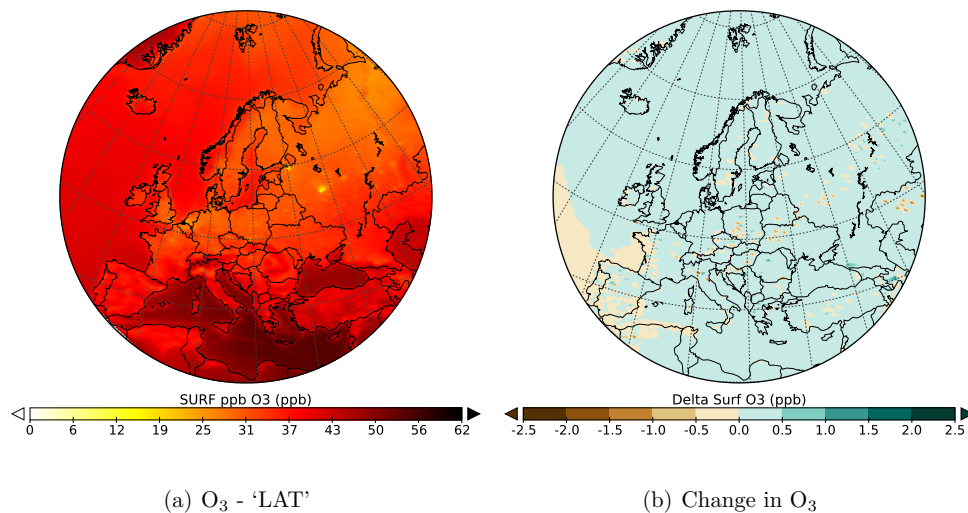 SURF ppb O3 (ppb)
0 6 12 19 25 31 37 43 50 56 62
Delta Surf O3 (ppb)
-2.5 -2.0 -1.5 -1.0 -0.5 0.0 0.5 1.0 1.5 2.0 2.5
(a) O₃ - ‘LAT’
(b) Change in O₃